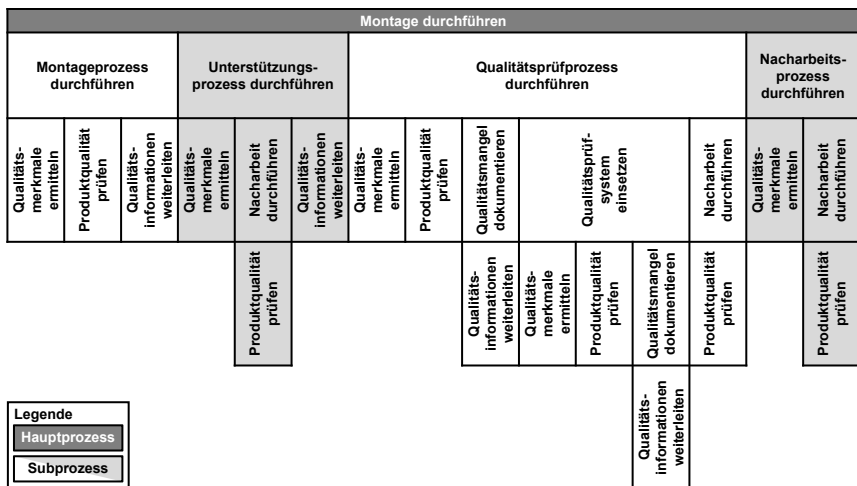 Montage durchführen
Montageprozess
durchführen
Unterstützungs-
prozess durchführen
Qualitätsprüfprozess
durchführen
Nacharbeits-
prozess
durchführen
Qualitäts-
merkmale
ermitteln
Produktqualität
prüfen
Qualitäts-
informationen
weiterleiten
Qualitäts-
merkmale
ermitteln
Nacharbeit
durchführen
Qualitäts-
informationen
weiterleiten
Qualitäts-
merkmale
ermitteln
Produktqualität
prüfen
Qualitätsmangel
dokumentieren
Qualitätsprüf-
system
einsetzen
Nacharbeit
durchführen
Qualitäts-
merkmale
ermitteln
Nacharbeit
durchführen
Produktqualität
prüfen
Qualitäts-
informationen
weiterleiten
Qualitäts-
merkmale
ermitteln
Produktqualität
prüfen
Qualitätsmangel
dokumentieren
Produktqualität
prüfen
Produktqualität
prüfen
Qualitäts-
informationen
weiterleiten
Legende
Hauptprozess
Subprozess